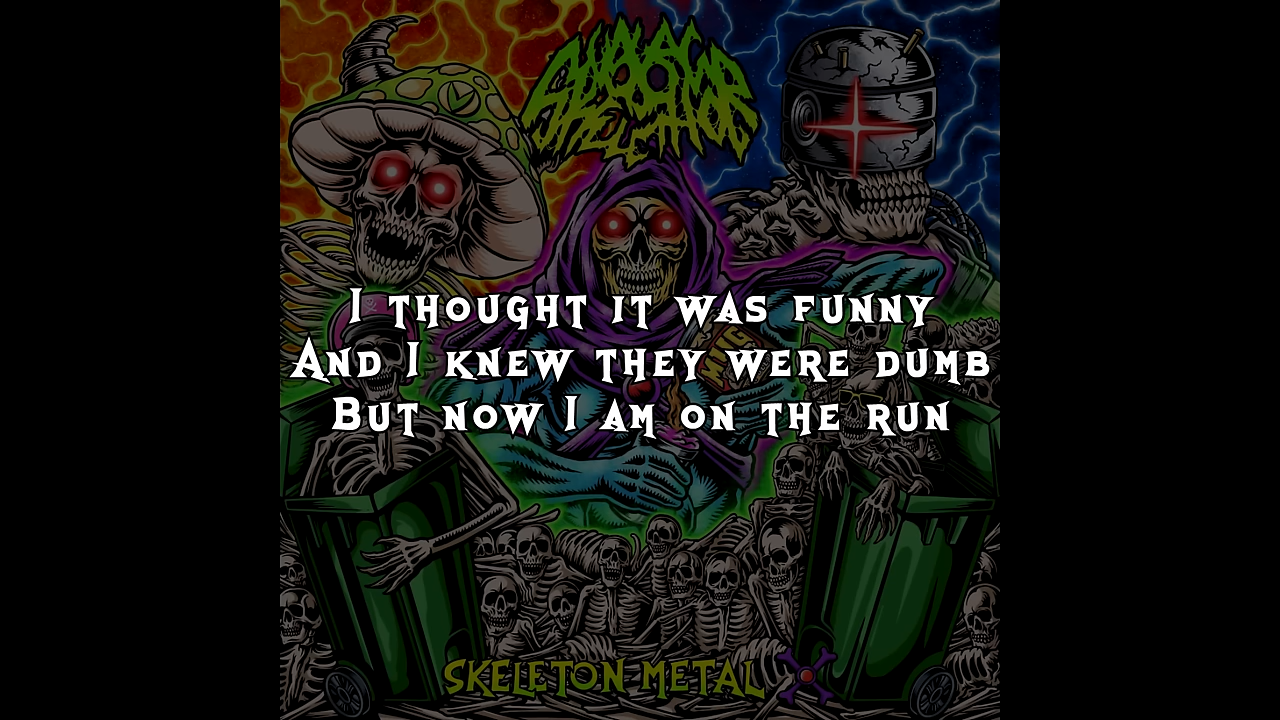 I THOUGHT IT WAS FUNNY
AND I KNEW THEY WERE DUMB
BUT NOW I AM ON THE RUN
SKELETON METAL